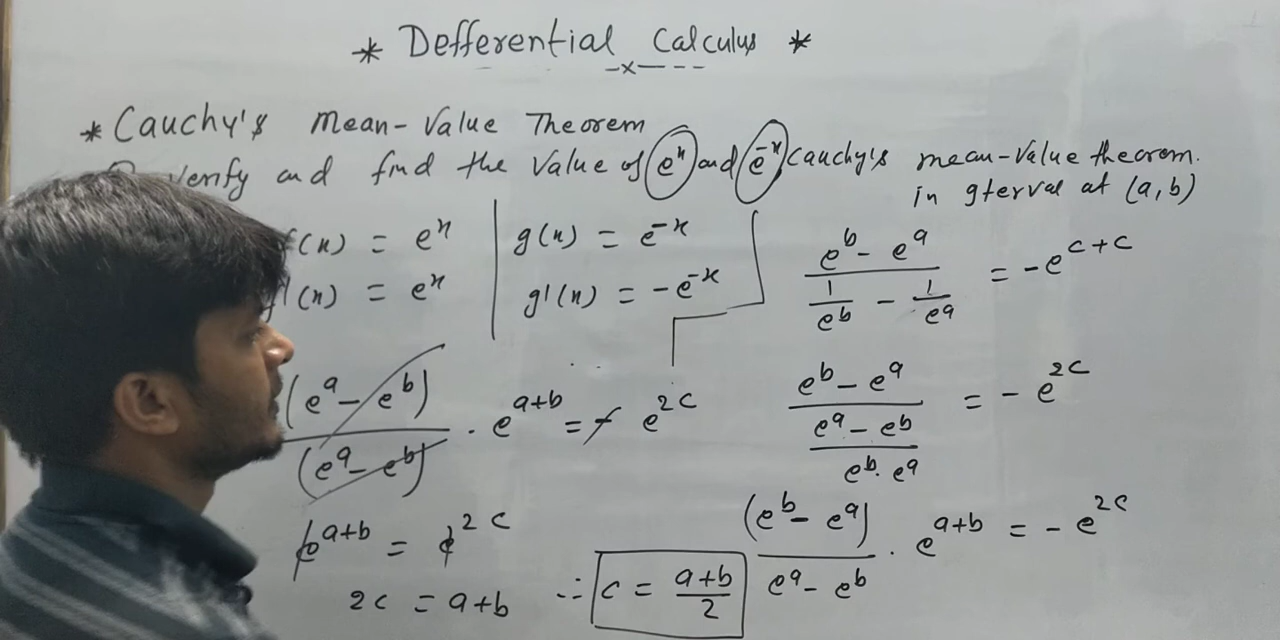 * Defferential Calculus *
-x----
* Cauchy's Mean-Value Theorem
verify and find the value of e^x and e^-x Cauchy's mean-value theorem.
in gterval at (a,b)
f(x) = e^x
f'(x) = e^x
g(x) = e^-x
g'(x) = -e^-x
(e^a - e^b) / (e^a - e^b) . e^a+b = - e^2c
e^a+b = e^2c
2c = a+b
∴ c = a+b / 2
e^b - e^a / (1/e^b - 1/e^a) = -e^c+c
e^b - e^a / (e^a - e^b / e^b. e^a) = - e^2c
(e^b - e^a) / e^a - e^b . e^a+b = - e^2c